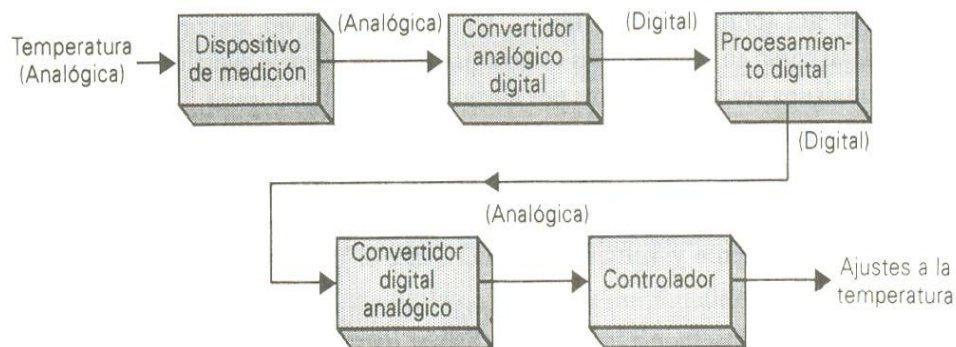 Temperatura
(Analógica)
Dispositivo
de medición
(Analógica)
Convertidor
analógico
digital
(Digital)
Procesamien-
to digital
(Digital)
(Analógica)
Convertidor
digital
analógico
Controlador
Ajustes a la
temperatura